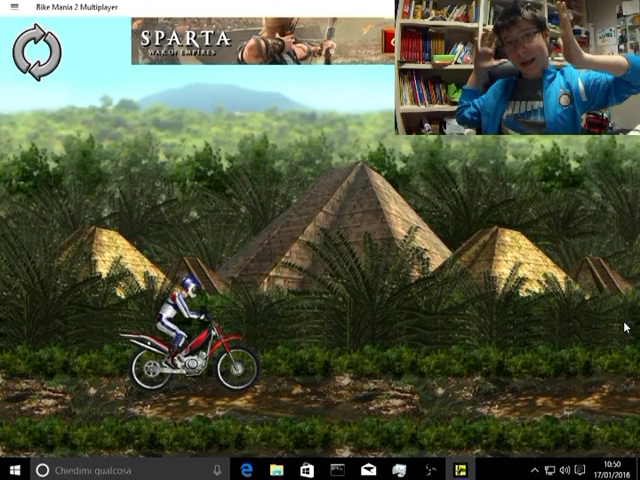 Bike Mania 2 Multiplayer
SPARTA
WAR OF EMPIRES
Chiedimi qualcosa
10:50
17/01/2016